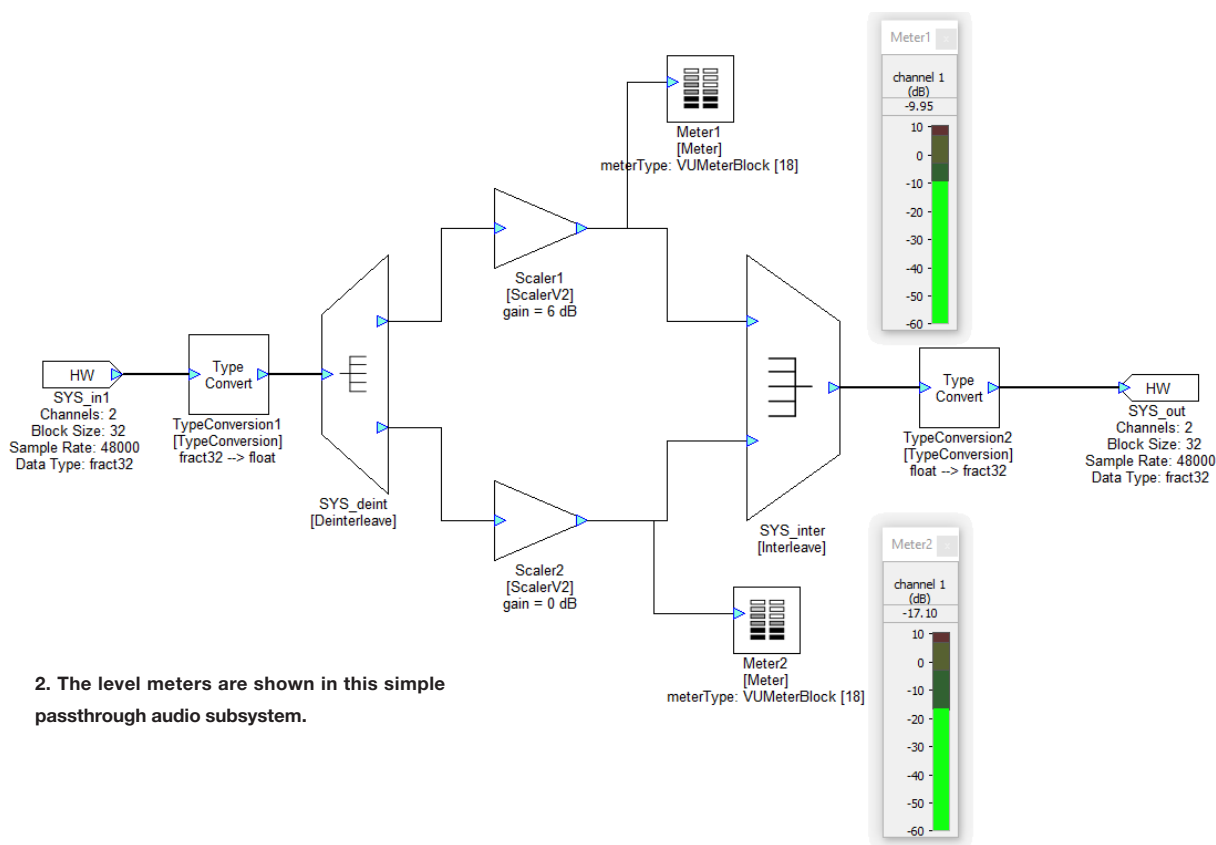 Meter1
channel 1
(dB)
-9.95
10
0
-10
-20
-30
-40
-50
-60
Meter1
[Meter]
meterType: VUMeterBlock [18]
Scaler1
[ScalerV2]
gain = 6 dB
HW
SYS_in1
Channels: 2
Block Size: 32
Sample Rate: 48000
Data Type: fract32
Type
Convert
TypeConversion1
[TypeConversion]
fract32 --> float
SYS_deint
[Deinterleave]
Scaler2
[ScalerV2]
gain = 0 dB
SYS_inter
[Interleave]
Type
Convert
TypeConversion2
[TypeConversion]
float --> fract32
HW
SYS_out
Channels: 2
Block Size: 32
Sample Rate: 48000
Data Type: fract32
Meter2
[Meter]
meterType: VUMeterBlock [18]
Meter2
channel 1
(dB)
-17.10
10
0
-10
-20
-30
-40
-50
-60
2. The level meters are shown in this simple
passthrough audio subsystem.